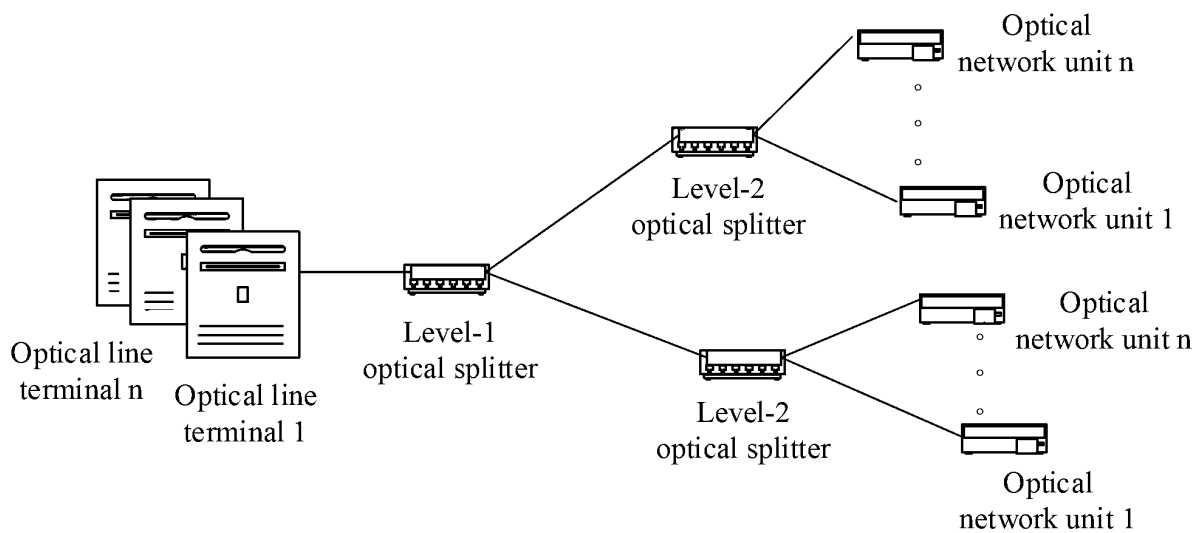 Optical
network unit n
Level-2
optical splitter
Optical
network unit 1
Optical line
terminal n
Optical line
terminal 1
Level-1
optical splitter
Optical
network unit n
Level-2
optical splitter
Optical
network unit 1